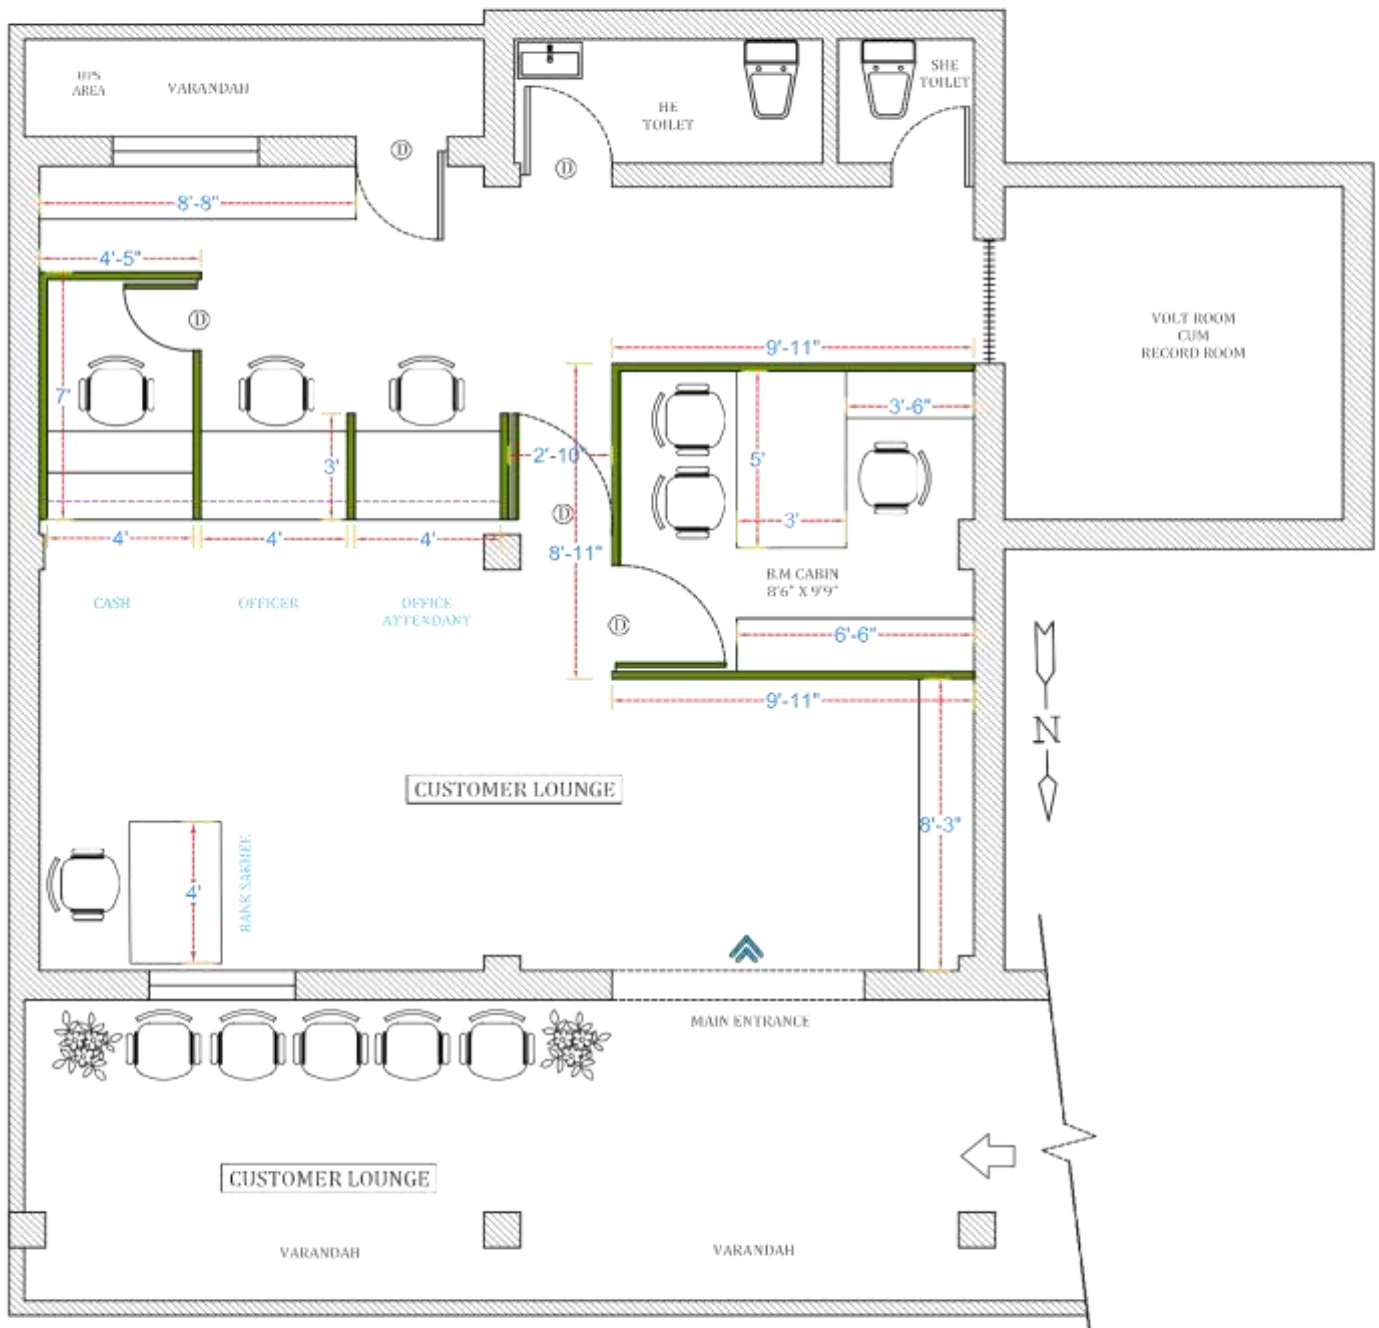 UPS
AREA
VARANDAH
HE
TOILET
SHE
TOILET
D
D
8'-8"
4'-5"
D
VOLT ROOM
CUM
RECORD ROOM
9'-11"
7'
3'-6"
3'
2'-10"
5'
D
3'
4'
4'
4'
8'-11"
B.M CABIN
8'6" X 9'9"
CASH
OFFICER
OFFICE
ATTENDANY
D
6'-6"
9'-11"
N
CUSTOMER LOUNGE
8'-3"
4'
BANK SAKHEE
MAIN ENTRANCE
CUSTOMER LOUNGE
VARANDAH
VARANDAH